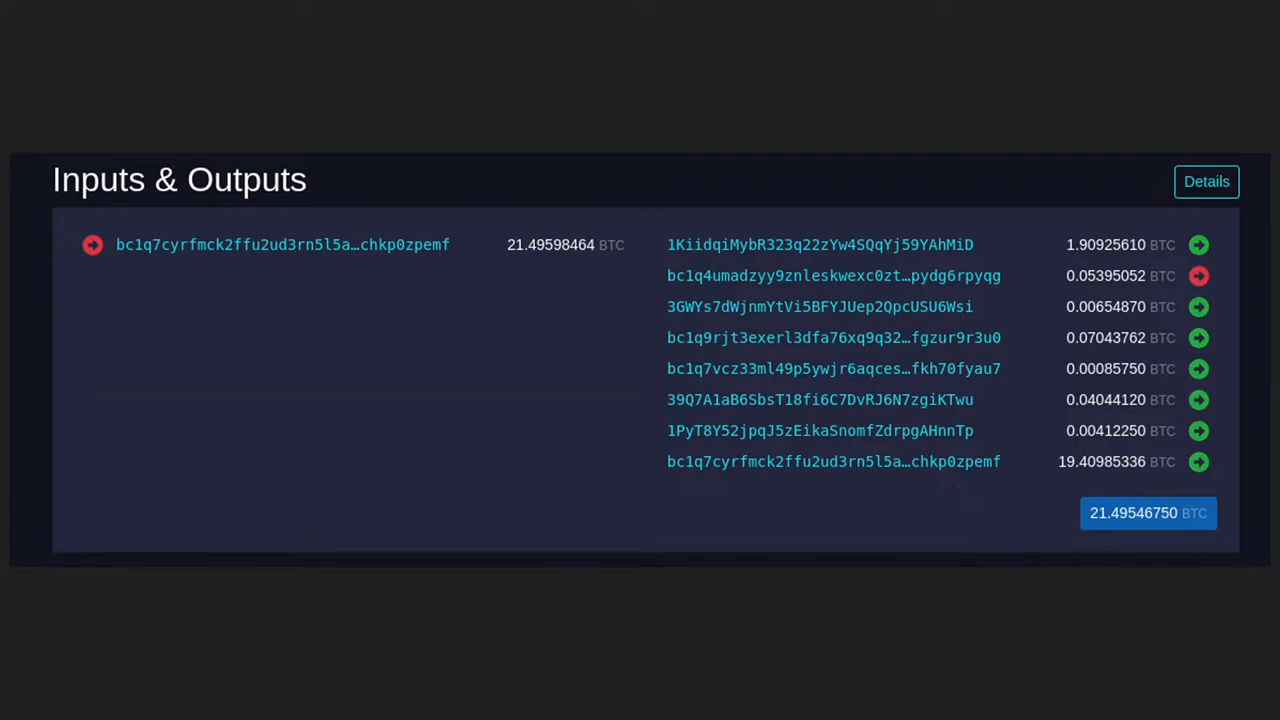 Inputs & Outputs
Details
bc1q7cyrfmck2ffu2ud3rn5l5a…chkp0zpemf 21.49598464 BTC
1KiidqiMybR323q22zYw4SQqYj59YAhMiD 1.90925610 BTC
bc1q4umadzyy9znleskwexc0zt…pydg6rpyqg 0.05395052 BTC
3GWYs7dWjnmYtVi5BFYJUep2QpcUSU6Wsi 0.00654870 BTC
bc1q9rjt3exerl3dfa76xq9q32…fgzur9r3u0 0.07043762 BTC
bc1q7vcz33ml49p5ywjr6aqces…fkh70fyau7 0.00085750 BTC
39Q7A1aB6SbsT18fi6C7DvRJ6N7zgiKTwu 0.04044120 BTC
1PyT8Y52jpqJ5zEikaSnomfZdrpgAHnnTp 0.00412250 BTC
bc1q7cyrfmck2ffu2ud3rn5l5a…chkp0zpemf 19.40985336 BTC
21.49546750 BTC